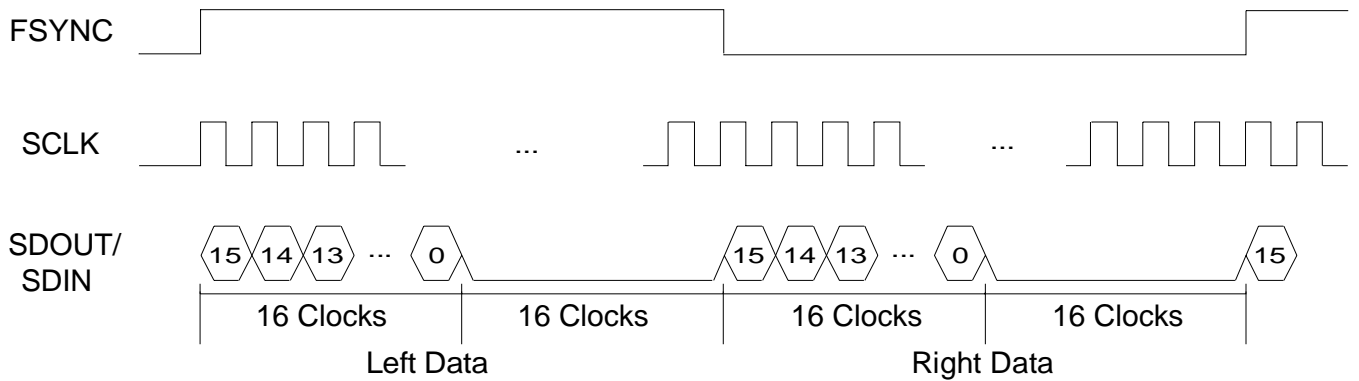 FSYNC
SCLK
... ...
SDOUT/
SDIN
15 14 13 ... 0 15 14 13 ... 0 15
16 Clocks 16 Clocks 16 Clocks 16 Clocks
Left Data Right Data